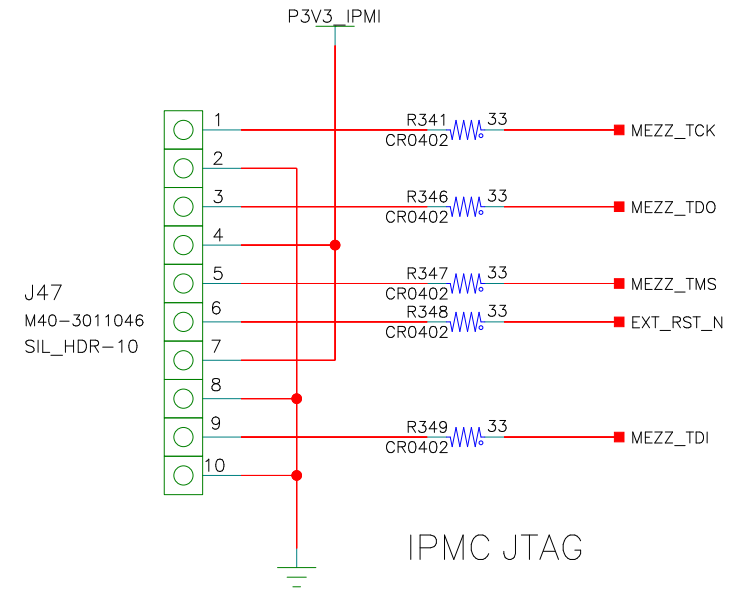 P3V3_IPMI
1
R341 33
CR0402
MEZZ_TCK
2
3
R346 33
CR0402
MEZZ_TDO
4
5
R347 33
CR0402
MEZZ_TMS
J47
M40-3011046
SIL_HDR-10
6
R348 33
CR0402
EXT_RST_N
7
8
9
R349 33
CR0402
MEZZ_TDI
10
IPMC JTAG